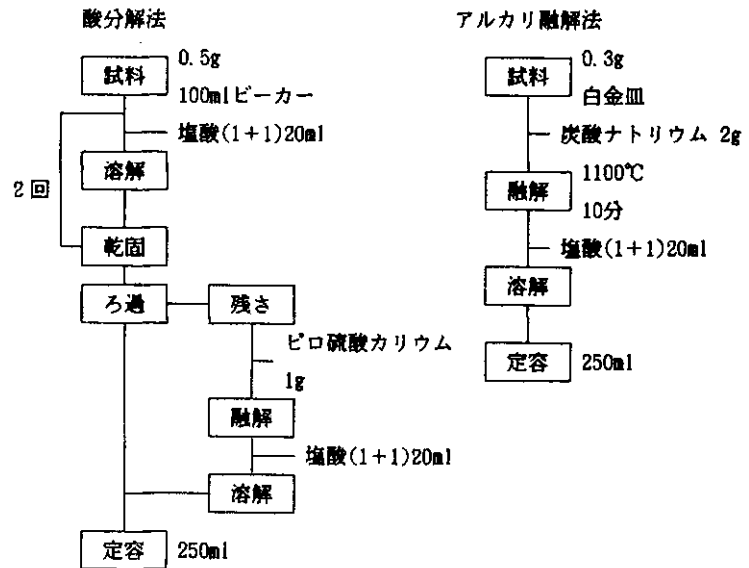 酸分解法
試料
0.5g
100mlビーカー
塩酸(1+1)20ml
溶解
2回
乾固
ろ過
残さ
ピロ硫酸カリウム
1g
融解
塩酸(1+1)20ml
溶解
定容
250ml
アルカリ融解法
試料
0.3g
白金皿
炭酸ナトリウム 2g
融解
1100℃
10分
塩酸(1+1)20ml
溶解
定容
250ml